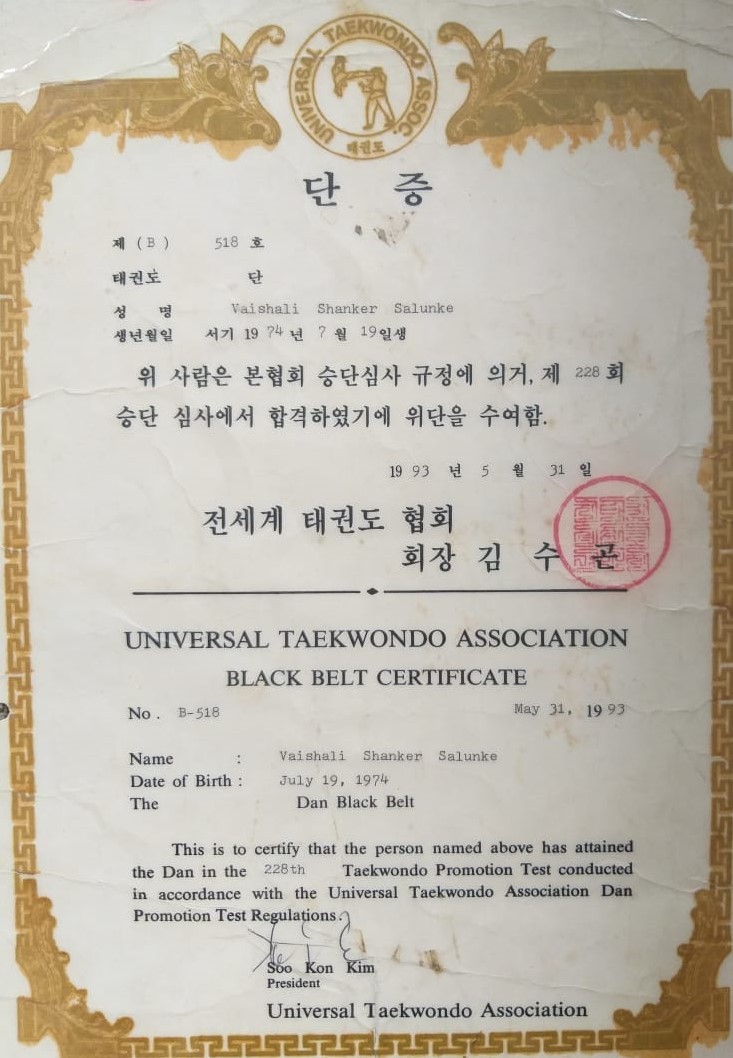 UNIVERSAL TAEKWONDO ASSOC.
태권도
단 증
제 (B) 518 호
태권도 단
성 명 Vaishali Shanker Salunke
생년월일 서기 19 74 년 7 월 19 일생
위 사람은 본협회 승단심사 규정에 의거, 제 228 회
승단 심사에서 합격하였기에 위단을 수여함.
19 93 년 5 월 31 일
전세계 태권도 협회
회장 김 수 곤
UNIVERSAL TAEKWONDO ASSOCIATION
BLACK BELT CERTIFICATE
No. B-518 May 31, 19 93
Name : Vaishali Shanker Salunke
Date of Birth : July 19, 1974
The Dan Black Belt
This is to certify that the person named above has attained
the Dan in the 228th Taekwondo Promotion Test conducted
in accordance with the Universal Taekwondo Association Dan
Promotion Test Regulations.
Soo Kon Kim
President
Universal Taekwondo Association